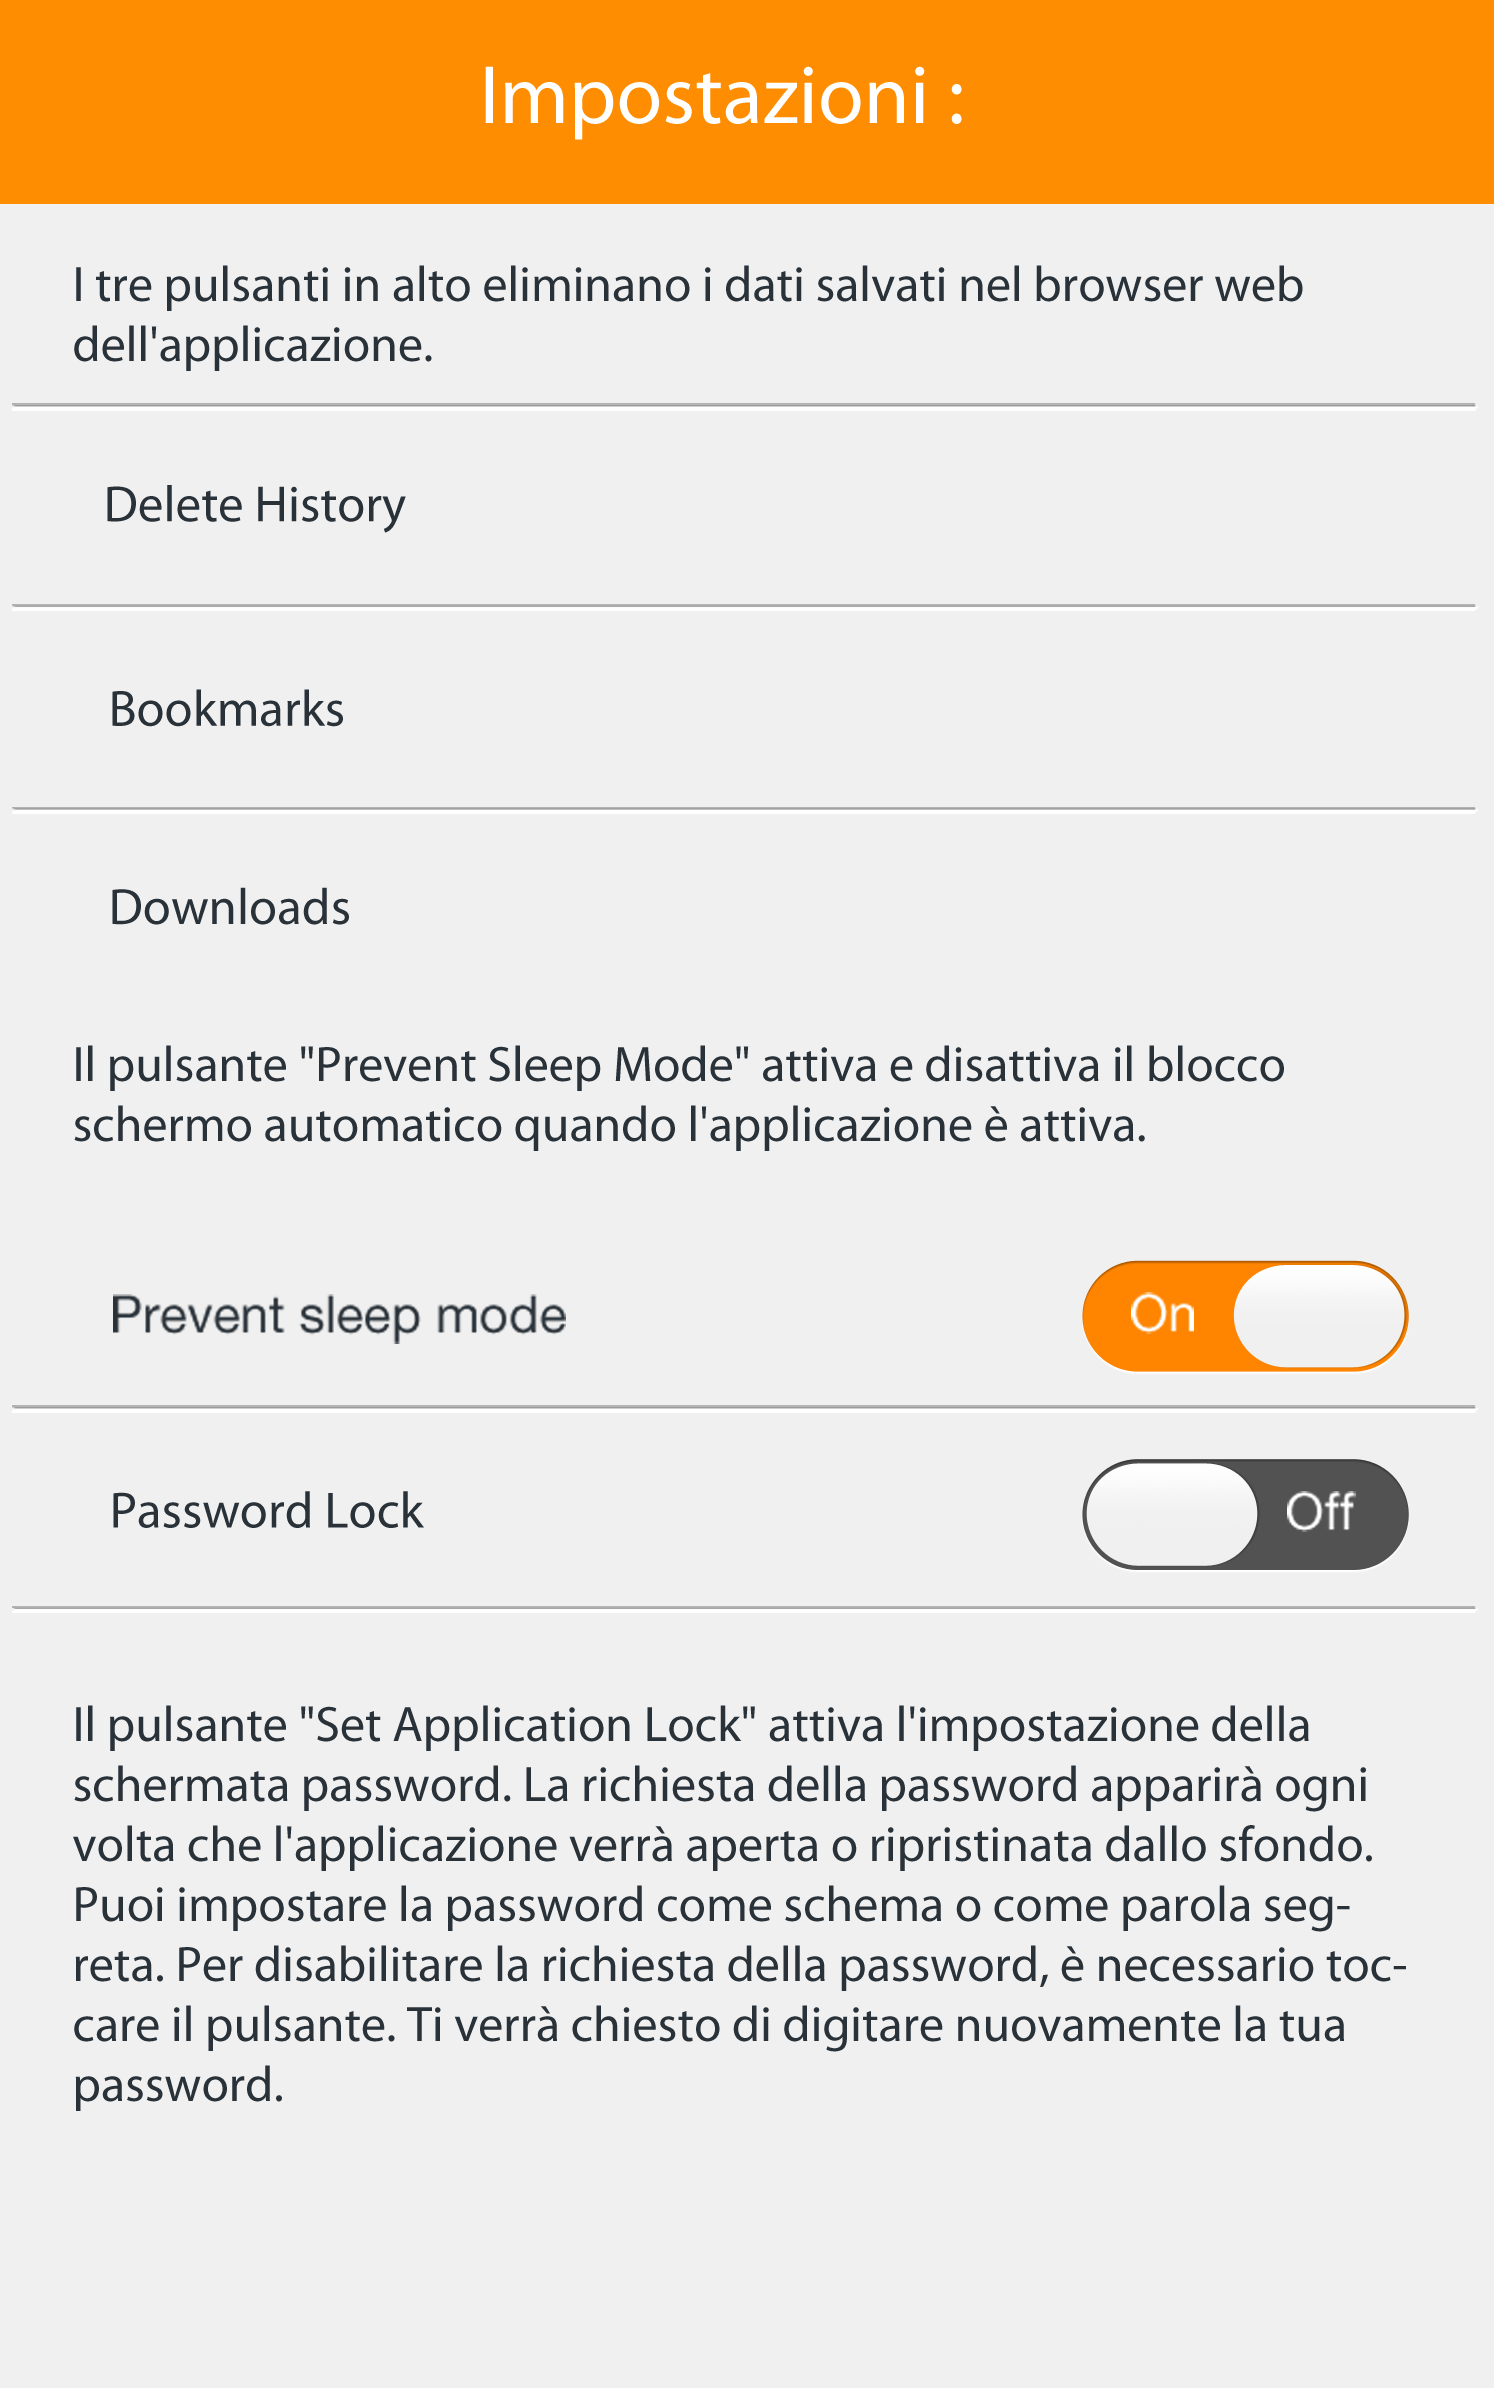 Impostazioni :
I tre pulsanti in alto eliminano i dati salvati nel browser web
dell'applicazione.
Delete History
Bookmarks
Downloads
Il pulsante "Prevent Sleep Mode" attiva e disattiva il blocco
schermo automatico quando l'applicazione è attiva.
Prevent sleep mode
On
Password Lock
Off
Il pulsante "Set Application Lock" attiva l'impostazione della
schermata password. La richiesta della password apparirà ogni
volta che l'applicazione verrà aperta o ripristinata dallo sfondo.
Puoi impostare la password come schema o come parola seg-
reta. Per disabilitare la richiesta della password, è necessario toc-
care il pulsante. Ti verrà chiesto di digitare nuovamente la tua
password.